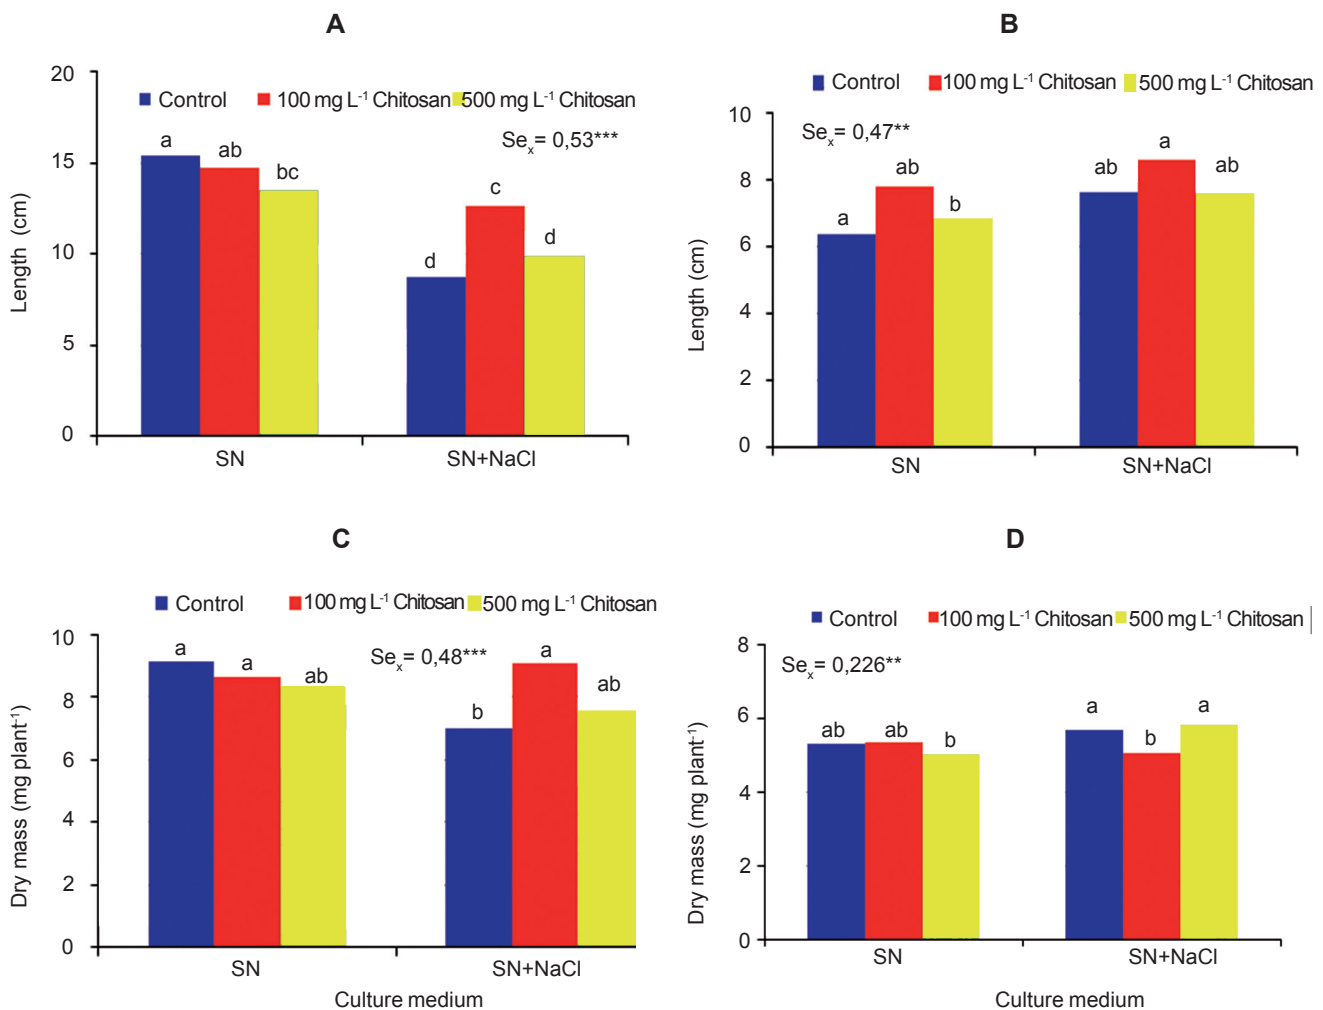 A
20
Control 100 mg L⁻¹ Chitosan 500 mg L⁻¹ Chitosan
Seₓ= 0,53***
a ab bc
15
c
d d
10
5
0
Length (cm)
SN SN+NaCl
B
Control 100 mg L⁻¹ Chitosan 500 mg L⁻¹ Chitosan
10
Seₓ= 0,47**
a ab b
ab a ab
8
6
4
2
0
Length (cm)
SN SN+NaCl
C
Control 100 mg L⁻¹ Chitosan 500 mg L⁻¹ Chitosan
10
Seₓ= 0,48***
a a ab
b a ab
8
6
4
2
0
Dry mass (mg plant⁻¹)
SN SN+NaCl
Culture medium
D
Control 100 mg L⁻¹ Chitosan 500 mg L⁻¹ Chitosan
8
Seₓ= 0,226**
ab ab b
a b a
6
4
2
0
Dry mass (mg plant⁻¹)
SN SN+NaCl
Culture medium